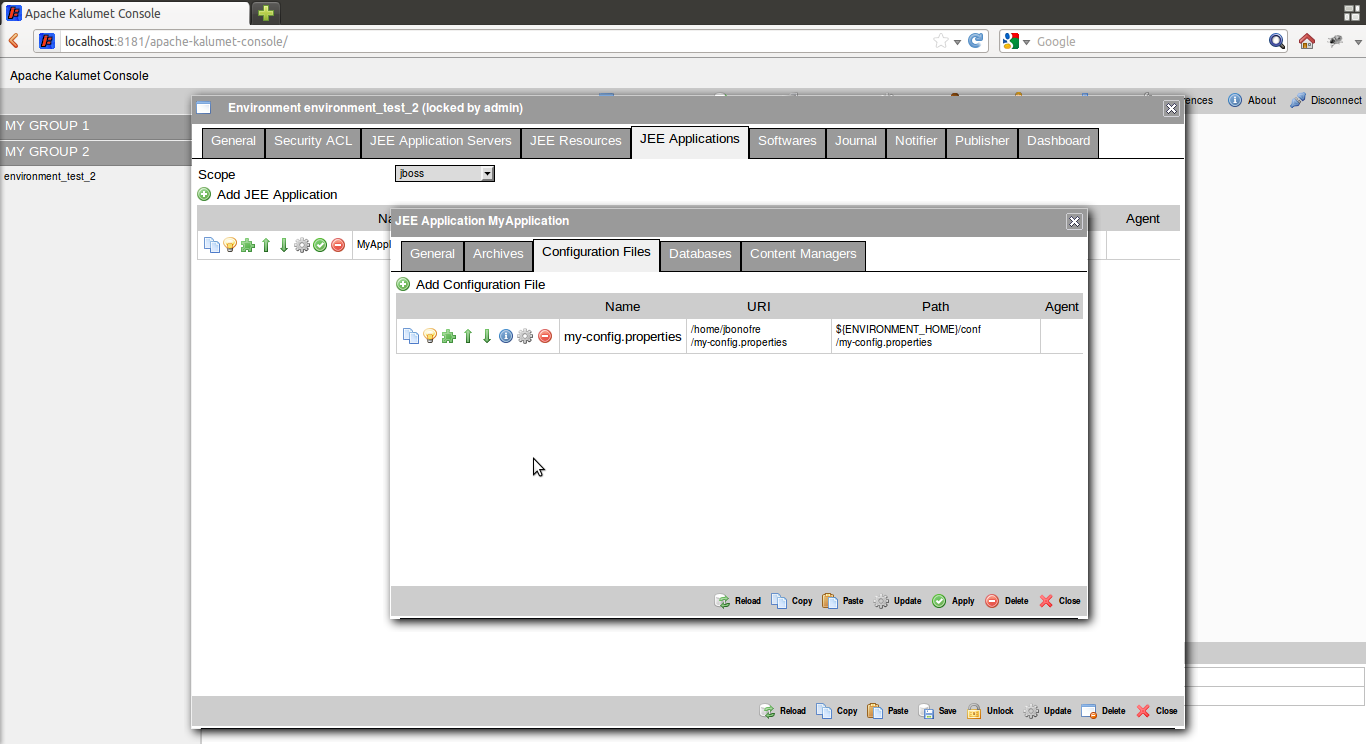 Apache Kalumet Console
localhost:8181/apache-kalumet-console/
Google
Apache Kalumet Console
About
Disconnect
MY GROUP 1
MY GROUP 2
environment_test_2
Environment environment_test_2 (locked by admin)
General Security ACL JEE Application Servers JEE Resources JEE Applications Softwares Journal Notifier Publisher Dashboard
Scope jboss
Add JEE Application
Agent
JEE Application MyApplication
General Archives Configuration Files Databases Content Managers
Add Configuration File
Name URI Path Agent
my-config.properties
/home/jbonofre
/my-config.properties
${ENVIRONMENT_HOME}/conf
/my-config.properties
Reload Copy Paste Update Apply Delete Close
Reload Copy Paste Save Unlock Update Delete Close